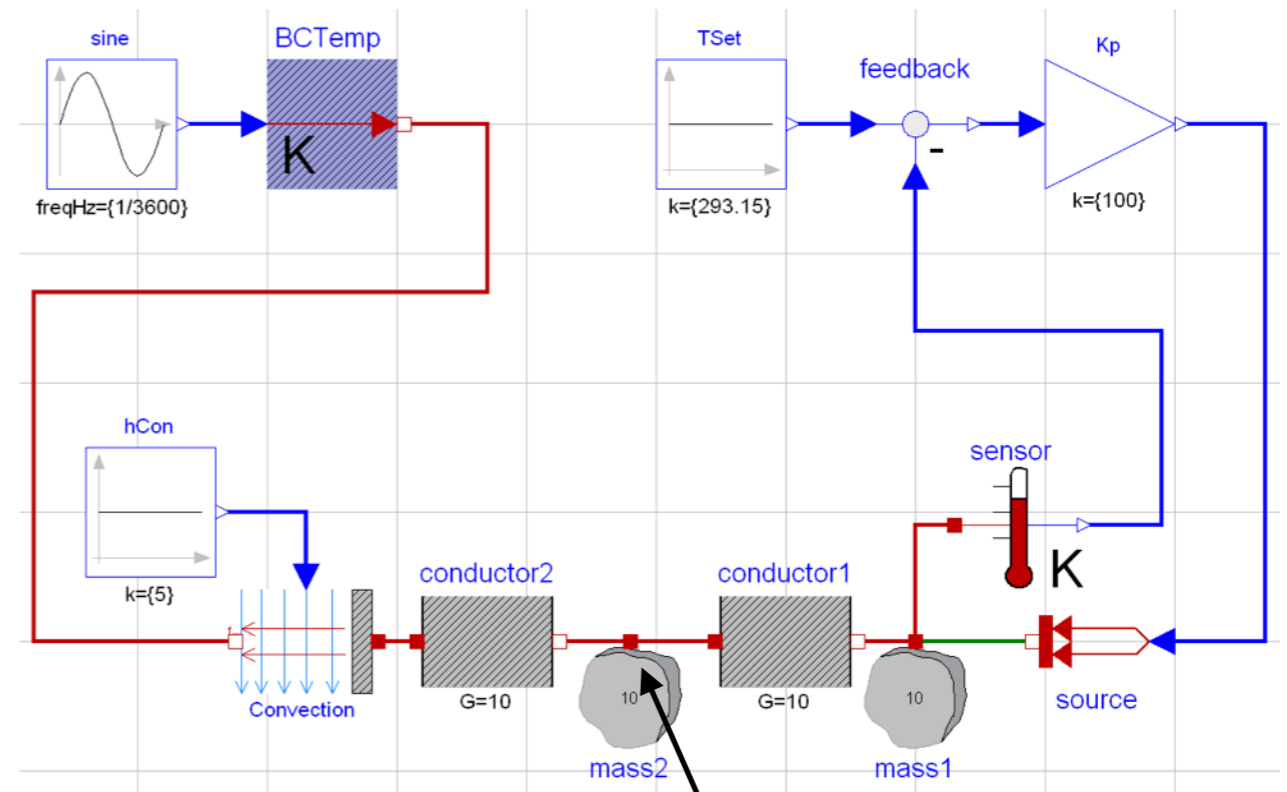 sine
BCTemp
TSet
feedback
Kp
K
-
freqHz={1/3600}
k={293.15}
k={100}
hCon
k={5}
sensor
K
conductor2
conductor1
Convection
G=10
10
G=10
10
source
mass2
mass1